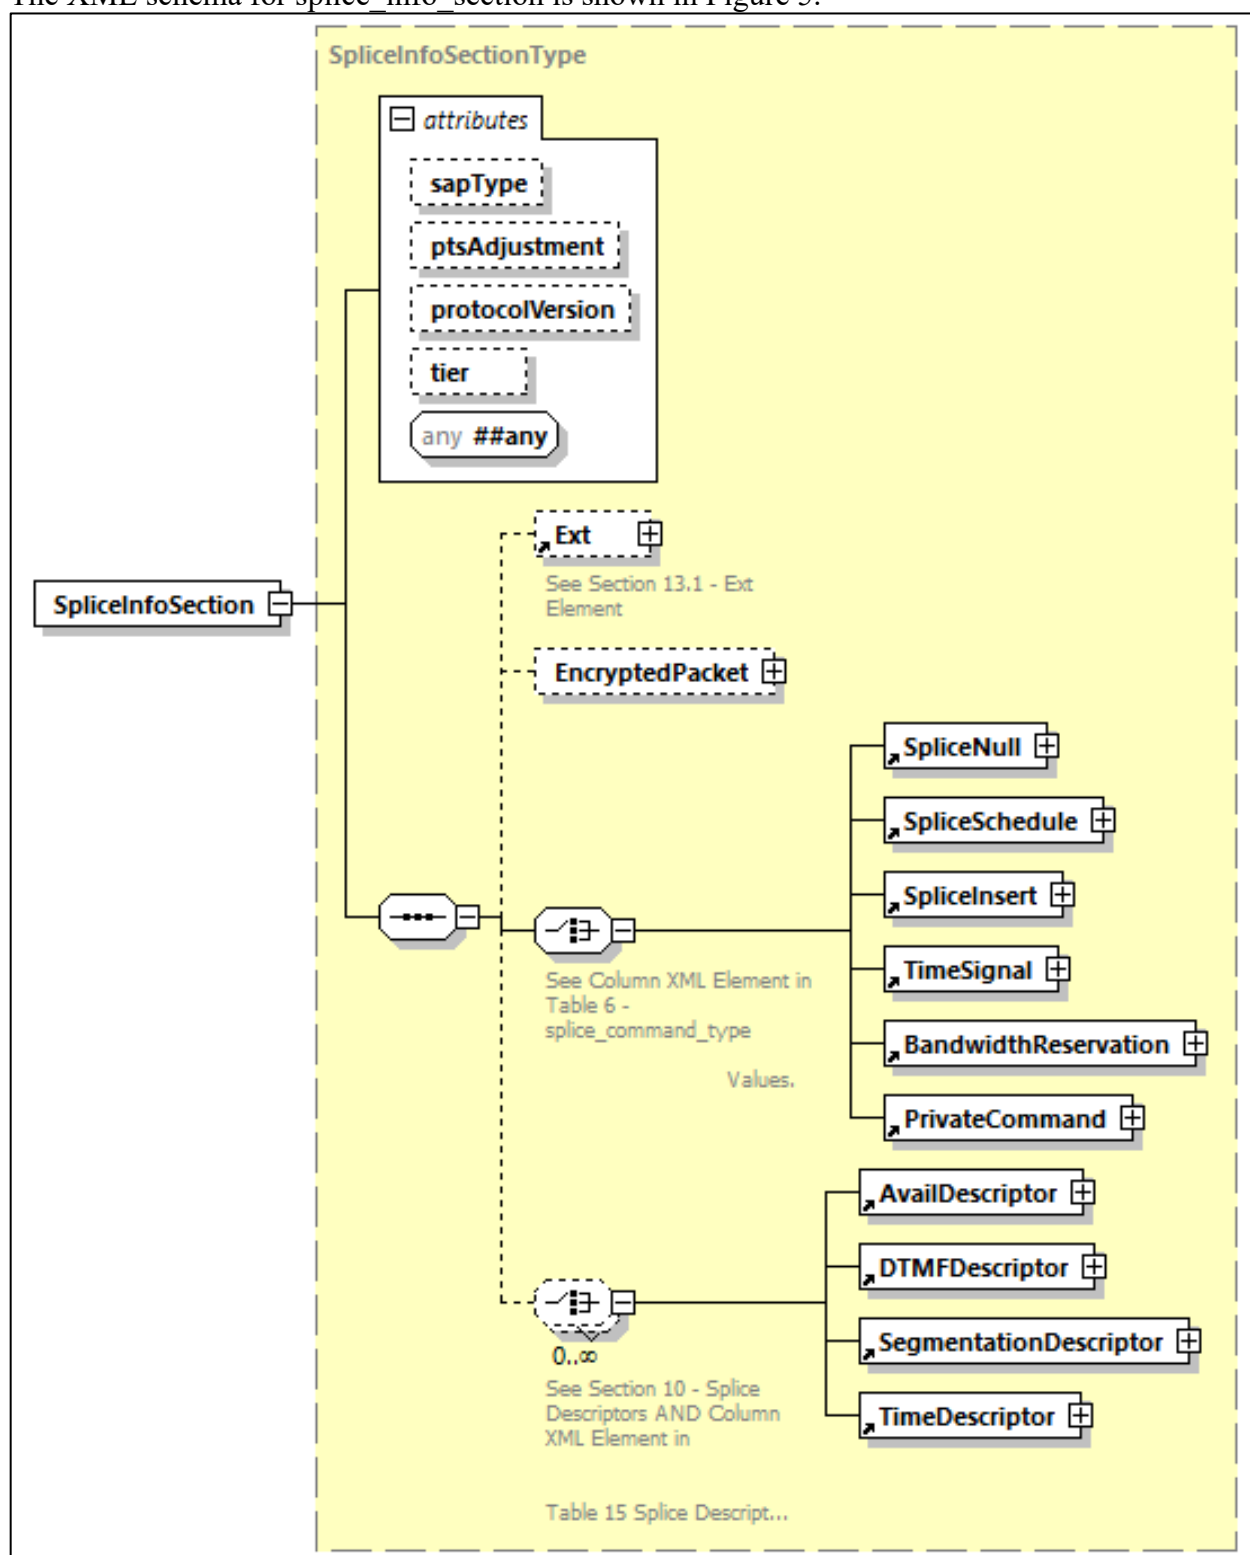 The XML schema for splice_info_section is shown in Figure 5.
SpliceInfoSectionType
attributes
sapType
ptsAdjustment
protocolVersion
tier
any ##any
Ext
See Section 13.1 - Ext
Element
SpliceInfoSection
EncryptedPacket
SpliceNull
SpliceSchedule
SpliceInsert
TimeSignal
BandwidthReservation
PrivateCommand
See Column XML Element in
Table 6 -
splice_command_type
Values.
AvailDescriptor
DTMFDescriptor
SegmentationDescriptor
TimeDescriptor
0..∞
See Section 10 - Splice
Descriptors AND Column
XML Element in
Table 15 Splice Descript...